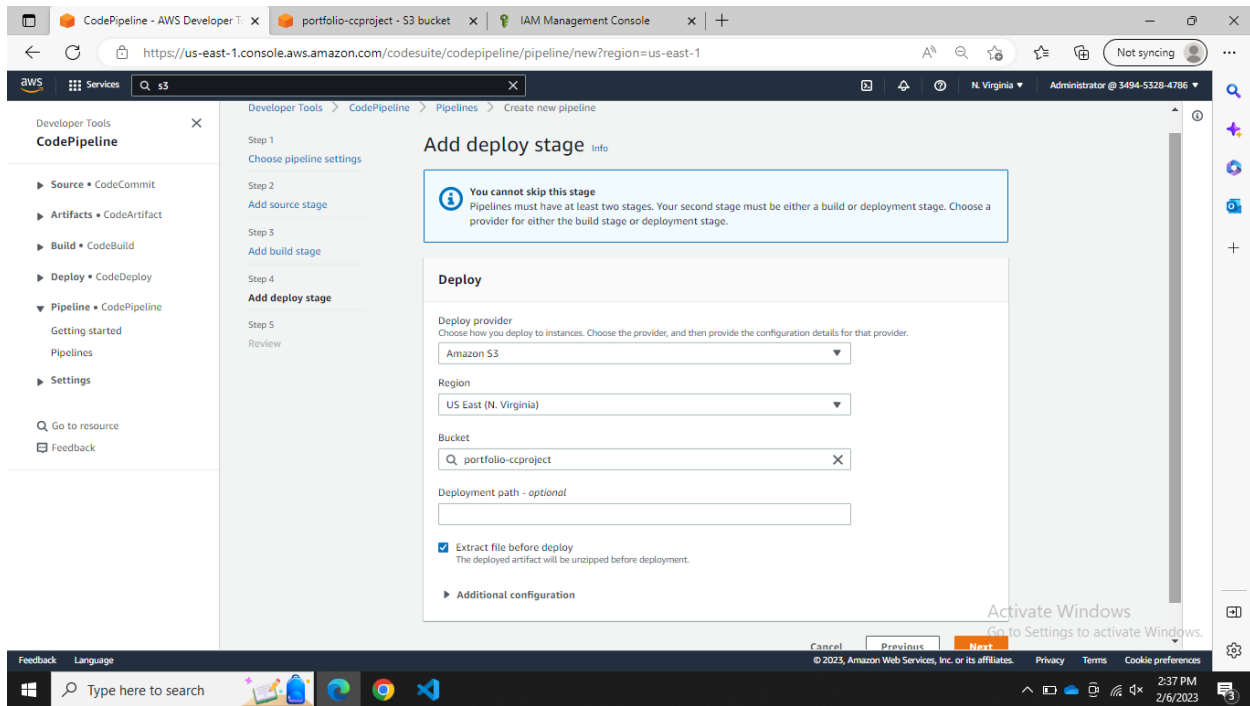 CodePipeline - AWS Developer T
portfolio-ccproject - S3 bucket
IAM Management Console
https://us-east-1.console.aws.amazon.com/codesuite/codepipeline/pipeline/new?region=us-east-1
Not syncing
aws
Services
s3
N. Virginia
Administrator @ 3494-5328-4786
Developer Tools
CodePipeline
Source • CodeCommit
Artifacts • CodeArtifact
Build • CodeBuild
Deploy • CodeDeploy
Pipeline • CodePipeline
Getting started
Pipelines
Settings
Go to resource
Feedback
Developer Tools > CodePipeline > Pipelines > Create new pipeline
Step 1
Choose pipeline settings
Step 2
Add source stage
Step 3
Add build stage
Step 4
Add deploy stage
Step 5
Review
Add deploy stage Info
You cannot skip this stage
Pipelines must have at least two stages. Your second stage must be either a build or deployment stage. Choose a
provider for either the build stage or deployment stage.
Deploy
Deploy provider
Choose how you deploy to instances. Choose the provider, and then provide the configuration details for that provider.
Amazon S3
Region
US East (N. Virginia)
Bucket
portfolio-ccproject
Deployment path - optional
Extract file before deploy
The deployed artifact will be unzipped before deployment.
Additional configuration
Cancel
Previous
Next
Activate Windows
Go to Settings to activate Windows.
Feedback
Language
© 2023, Amazon Web Services, Inc. or its affiliates.
Privacy
Terms
Cookie preferences
Type here to search
2:37 PM
2/6/2023
3